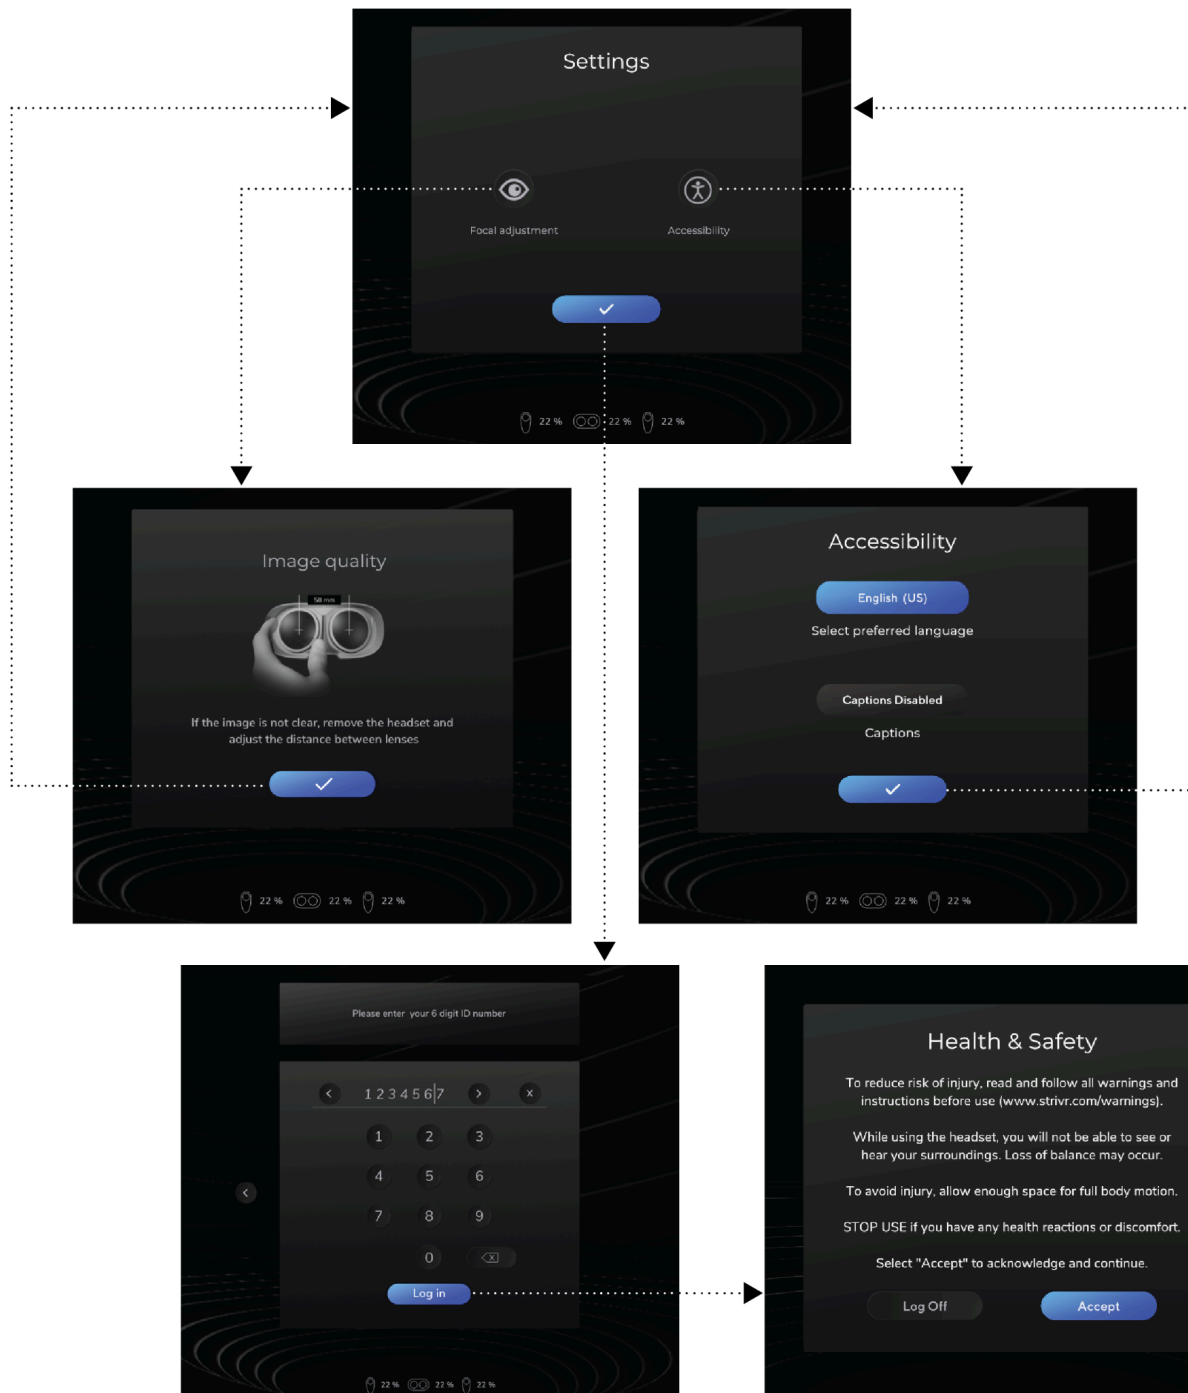 Settings
Focal adjustment
Accessibility
22 %
22 %
22 %
Image quality
58 mm
If the image is not clear, remove the headset and
adjust the distance between lenses
22 %
22 %
22 %
Accessibility
English (US)
Select preferred language
Captions Disabled
Captions
22 %
22 %
22 %
Please enter your 6 digit ID number
1 2 3 4 5 6 7
1 2 3
4 5 6
7 8 9
0
Log in
22 %
22 %
22 %
Health & Safety
To reduce risk of injury, read and follow all warnings and
instructions before use (www.strivr.com/warnings).
While using the headset, you will not be able to see or
hear your surroundings. Loss of balance may occur.
To avoid injury, allow enough space for full body motion.
STOP USE if you have any health reactions or discomfort.
Select "Accept" to acknowledge and continue.
Log Off
Accept